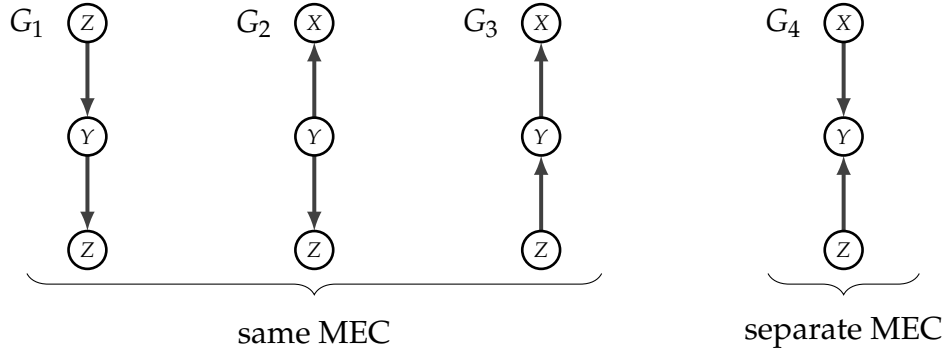 G1 Z G2 X G3 X G4 X
Y Y Y Y
Z Z Z Z
same MEC separate MEC